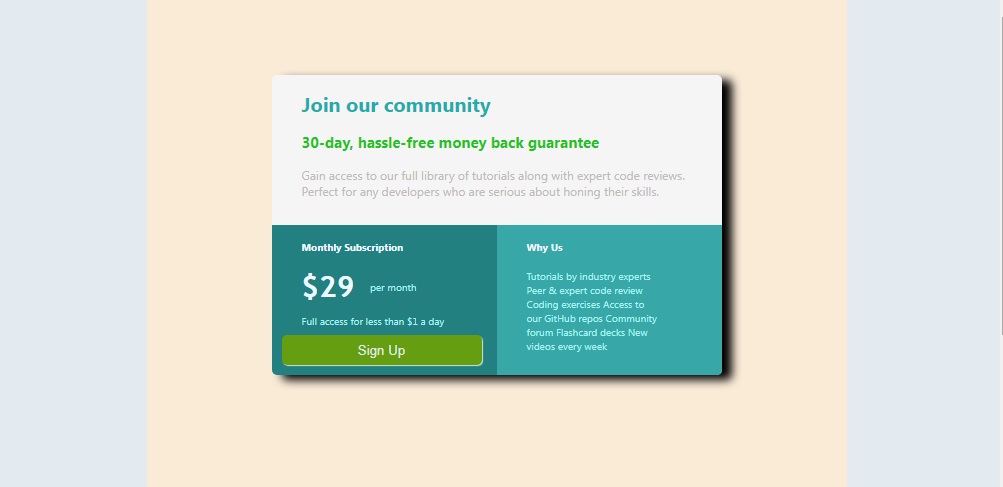 Join our community
30-day, hassle-free money back guarantee
Gain access to our full library of tutorials along with expert code reviews.
Perfect for any developers who are serious about honing their skills.
Monthly Subscription
$29 per month
Full access for less than $1 a day
Sign Up
Why Us
Tutorials by industry experts
Peer & expert code review
Coding exercises Access to
our GitHub repos Community
forum Flashcard decks New
videos every week